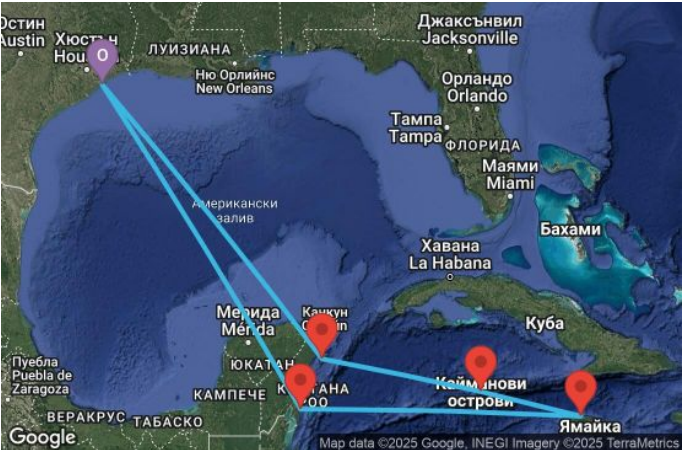 Остин
Austin
Хюстън
Hou
ЛУИЗИАНА
Ню Орлийнс
New Orleans
Джаксънвил
Jacksonville
Орландо
Orlando
Тампа
Tampa
ФЛОРИДА
Маями
Miami
Американски
залив
Бахами
Хавана
La Habana
Куба
Мерида
Mérida
Канкун
ЮКАТАН
КАМПЕЧЕ
Кайманови
острови
Ямайка
Пуебла
Puebla de
Zaragoza
ВЕРАКРУС
ТАБАСКО
O
Google
Map data ©2025 Google, INEGI Imagery ©2025 TerraMetrics